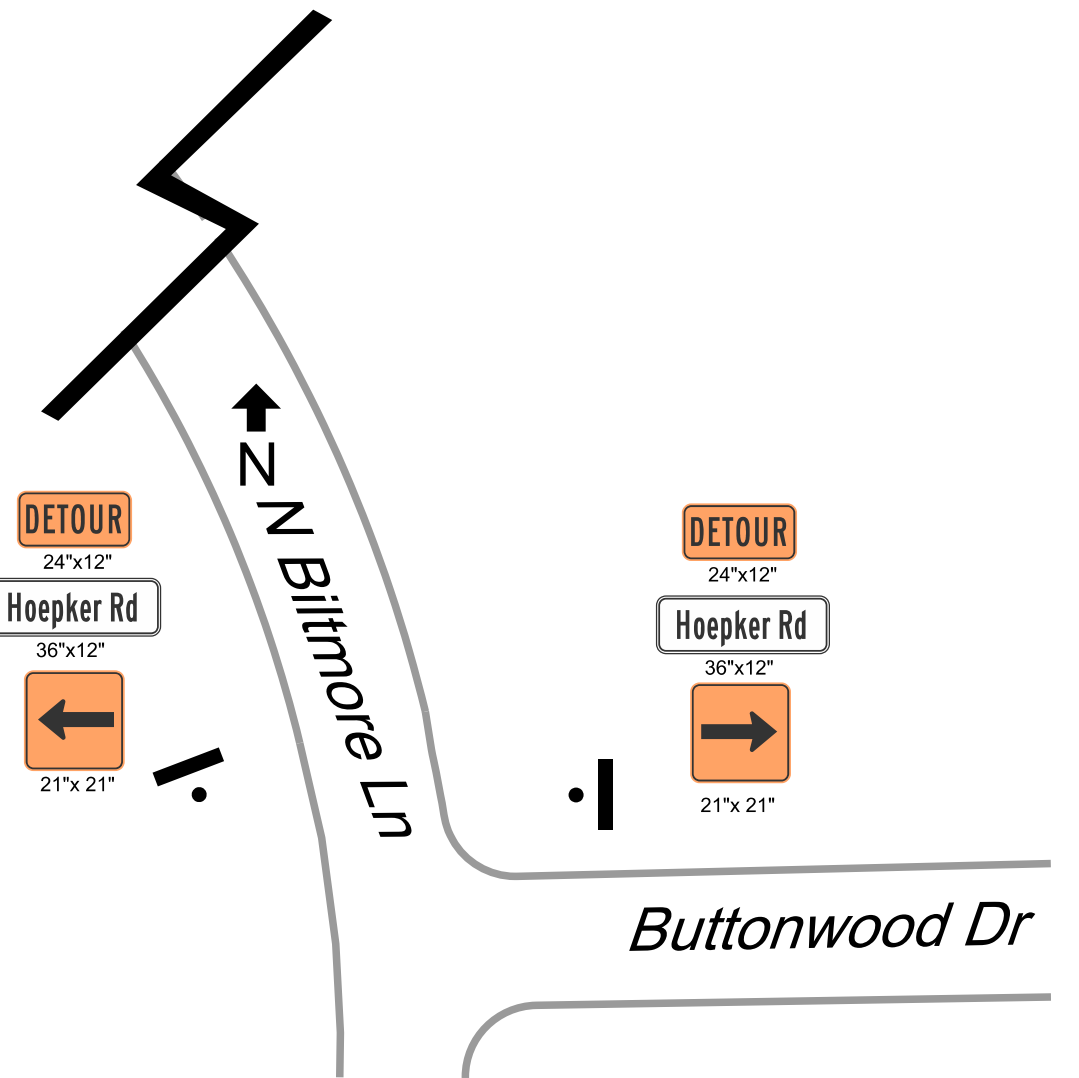 N
N Biltmore Ln
DETOUR
24"x12"
Hoepker Rd
36"x12"
21"x 21"
DETOUR
24"x12"
Hoepker Rd
36"x12"
21"x 21"
Buttonwood Dr